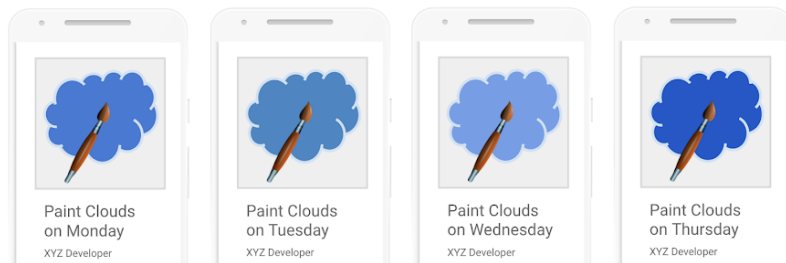 Paint Clouds
on Monday
XYZ Developer
Paint Clouds
on Tuesday
XYZ Developer
Paint Clouds
on Wednesday
XYZ Developer
Paint Clouds
on Thursday
XYZ Developer